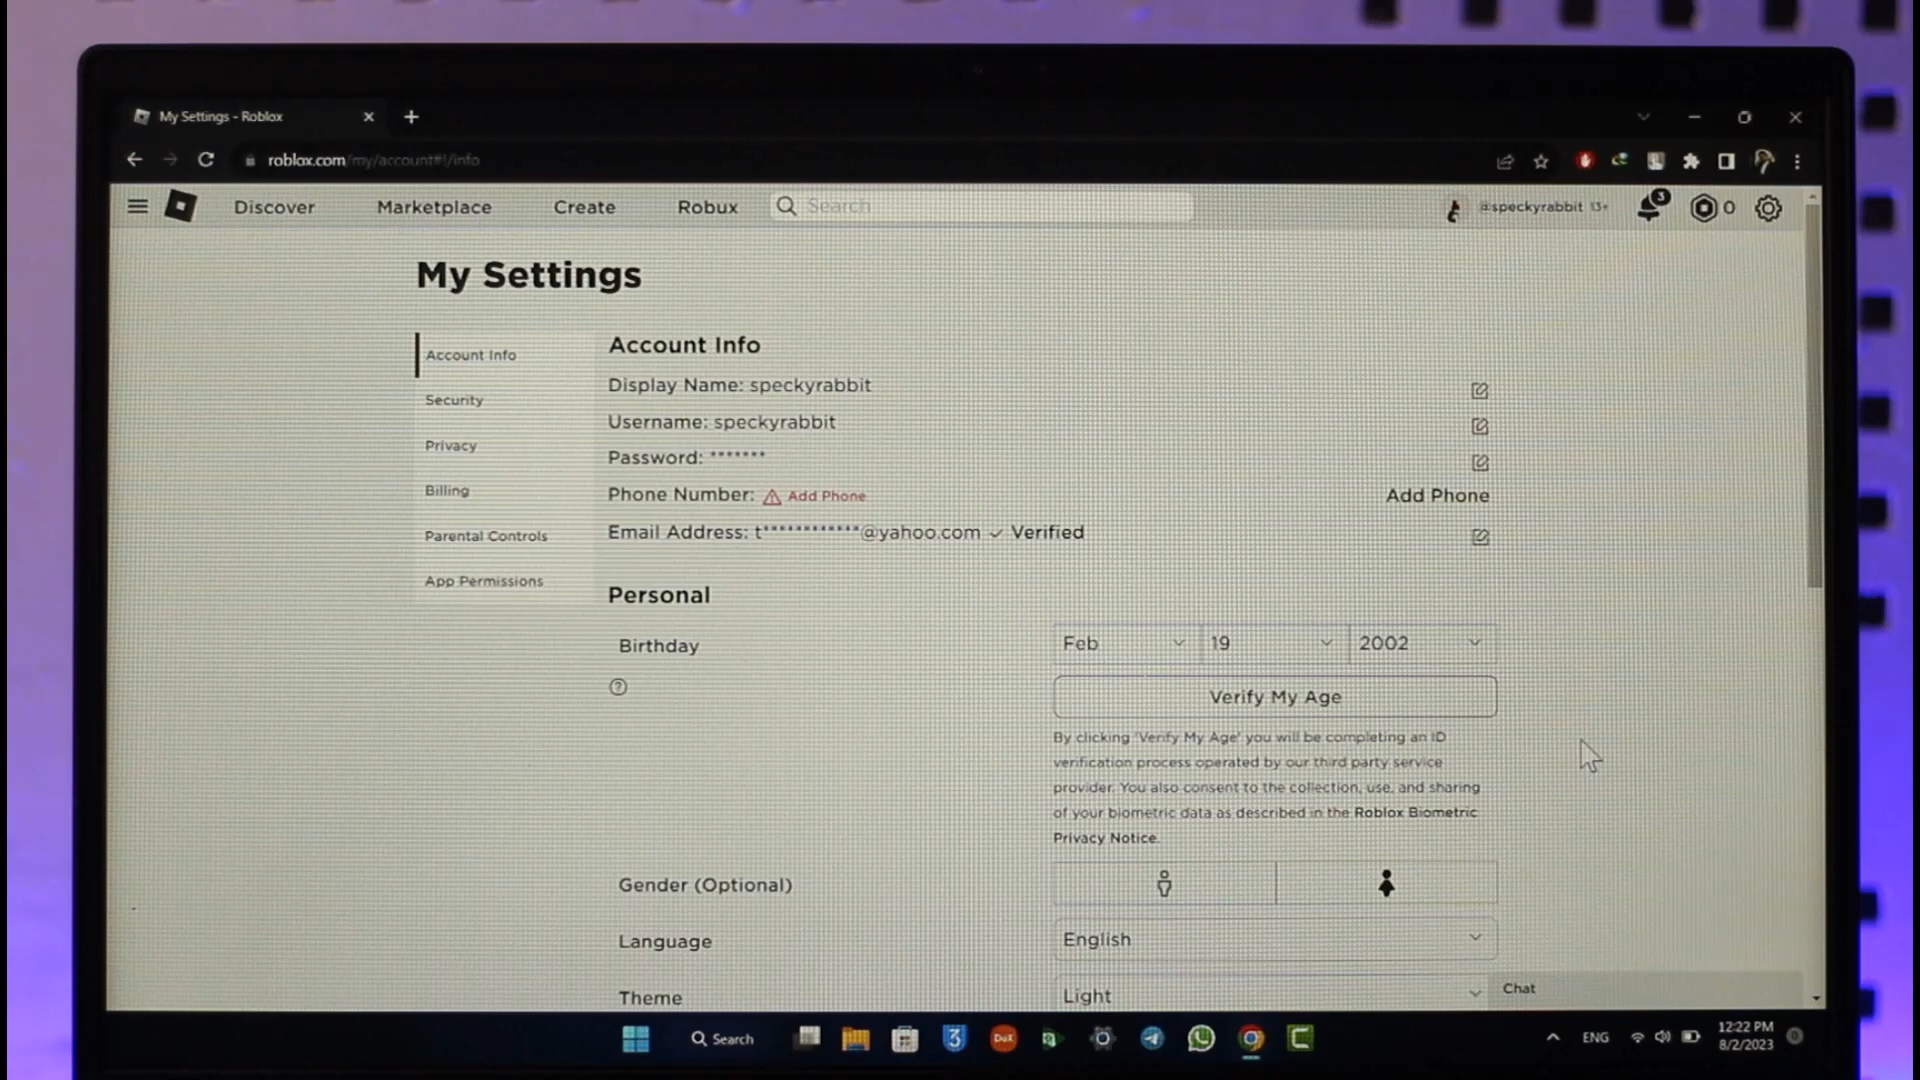 My Settings - Roblox
roblox.com/my/account#!/info
Discover Marketplace Create Robux Search @speckyrabbit 13+ 3 0
My Settings
Account Info
Security
Privacy
Billing
Parental Controls
App Permissions
Account Info
Display Name: speckyrabbit
Username: speckyrabbit
Password: *******
Phone Number: Add Phone Add Phone
Email Address: t************@yahoo.com Verified
Personal
Birthday Feb 19 2002
Verify My Age
By clicking 'Verify My Age' you will be completing an ID
verification process operated by our third party service
provider. You also consent to the collection, use, and sharing
of your biometric data as described in the Roblox Biometric
Privacy Notice.
Gender (Optional)
Language English
Theme Light
Chat
Search ENG 12:22 PM
8/2/2023